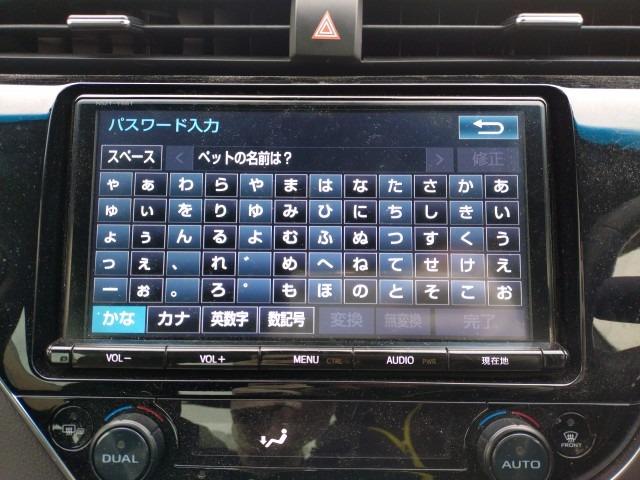 パスワード入力
スペース < ペットの名前は? > 修正
ゃ ぁ わ ら や ま は な た さ か あ
ゅ ぃ を り ゆ み ひ に ち し き い
ょ ぅ ん る よ む ふ ぬ つ す く う
っ ぇ 、 れ ゛ め へ ね て せ け え
ー ぉ 。 ろ ゜ も ほ の と そ こ お
かな カナ 英数字 数記号 変換 無変換 完了
VOL− VOL+ MENU CTRL AUDIO PWR 現在地
FRONT
DUAL AUTO